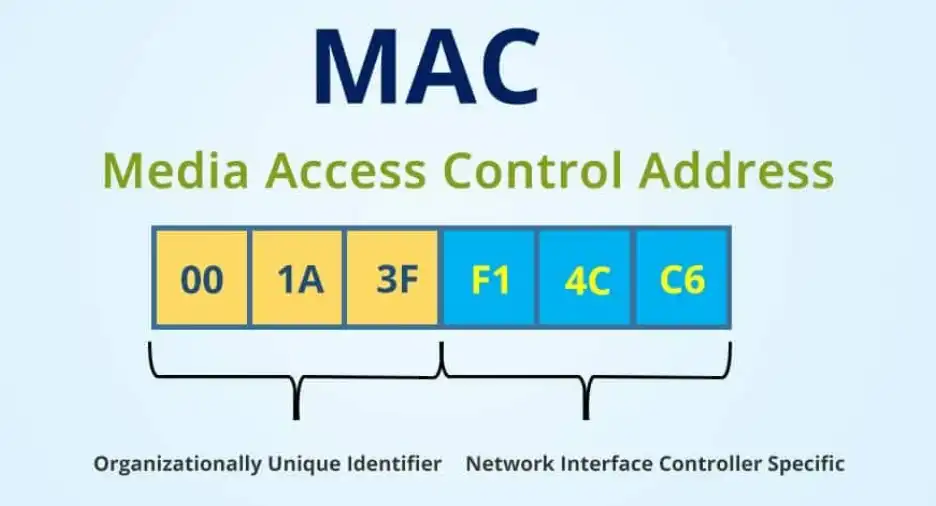 MAC
Media Access Control Address
00 1A 3F F1 4C C6
Organizationally Unique Identifier Network Interface Controller Specific